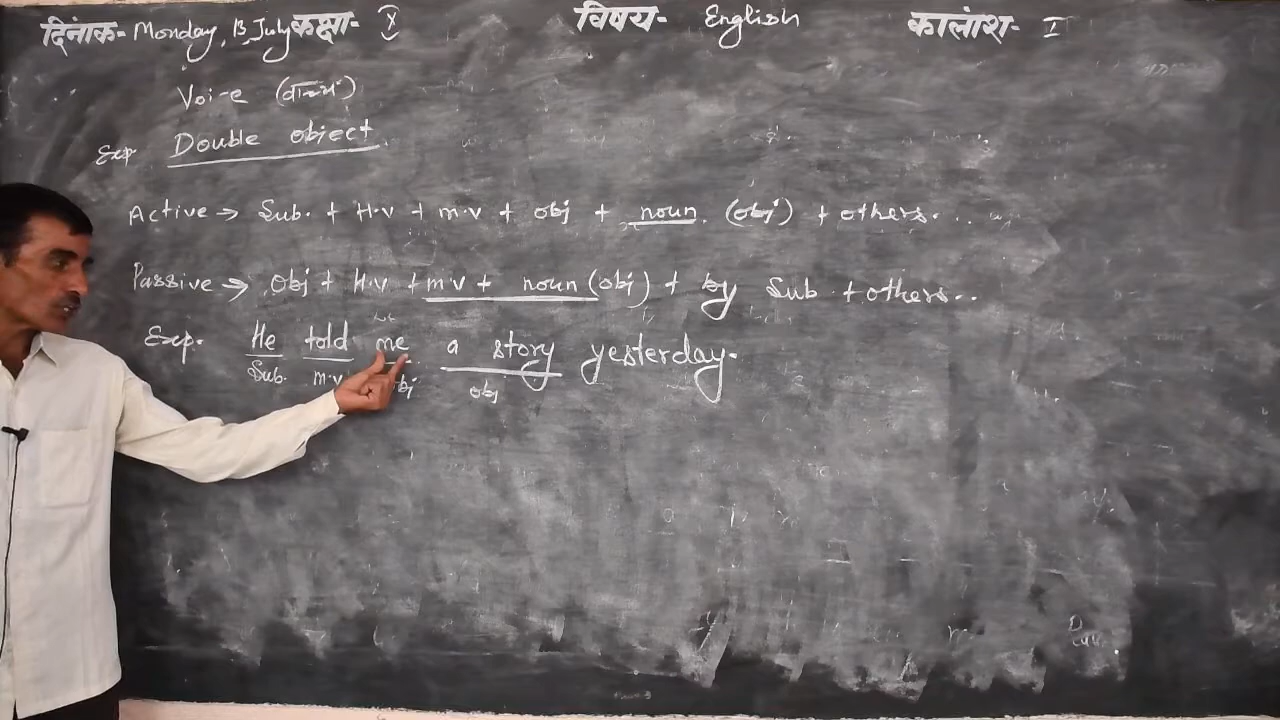 दिनांक- Monday, 13, July कक्षा- X विषय- English कालांश- I
Voice (वाच्य)
Exp Double object
Active → Sub. + H.v + m.v + obj + noun. (obj) + others...
Passive → Obj + H.v + m.v + noun (obj) + by Sub + others..
Exp. He told me a story yesterday.
Sub. m.v obj obj